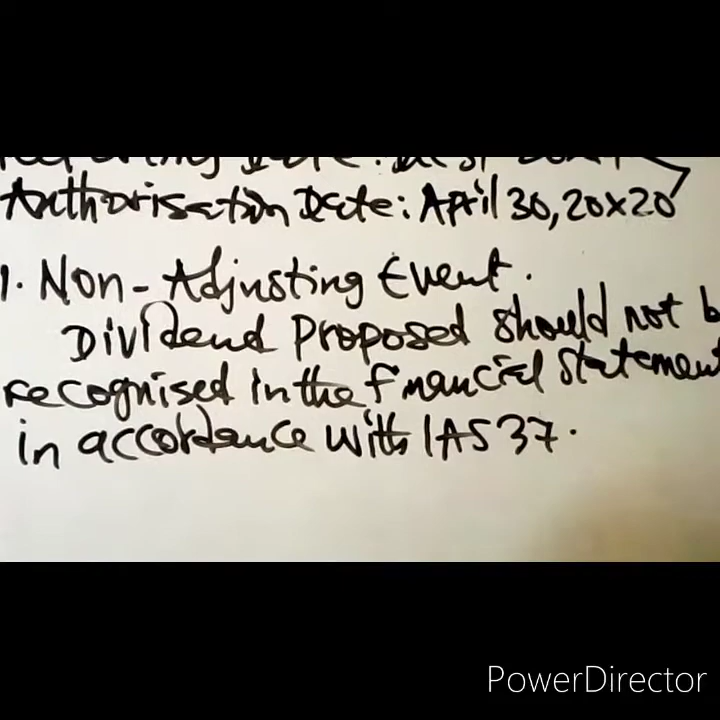 Authorisation Date: April 30, 20x20
1. Non-Adjusting Event.
Dividend Proposed should not b
recognised in the financial statement
in accordance with IAS 37.
PowerDirector